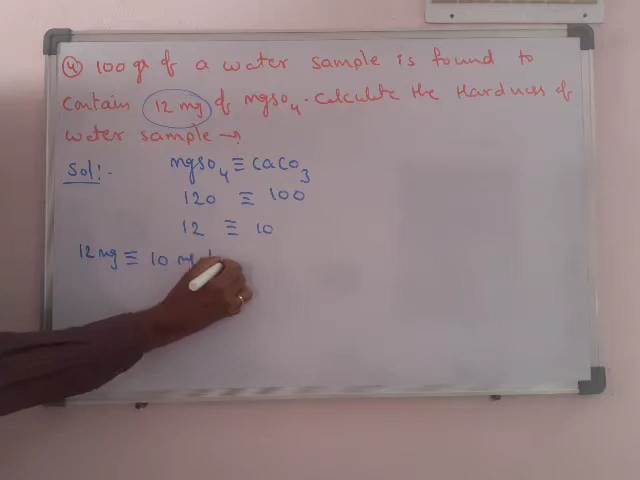 ④ 100 gr of a water sample is found to
contain 12 mg of MgSO4. Calculate the Hardness of
water sample →
Sol:- MgSO4 ≡ CaCO3
120 ≡ 100
12 ≡ 10
12 mg ≡ 10 mg